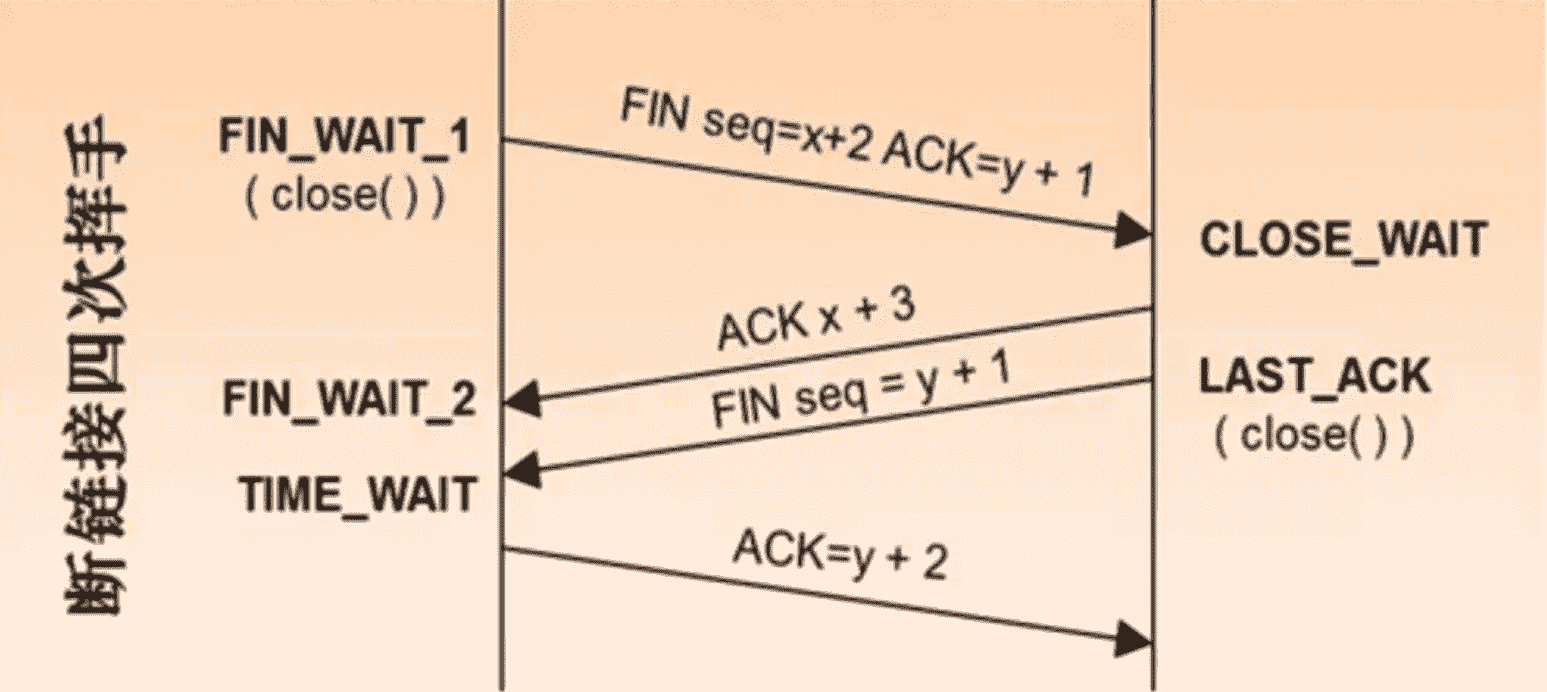 断链接四次挥手
FIN_WAIT_1
( close( ) )
FIN seq=x+2 ACK=y + 1
CLOSE_WAIT
ACK x + 3
FIN_WAIT_2
FIN seq = y + 1
LAST_ACK
( close( ) )
TIME_WAIT
ACK=y + 2